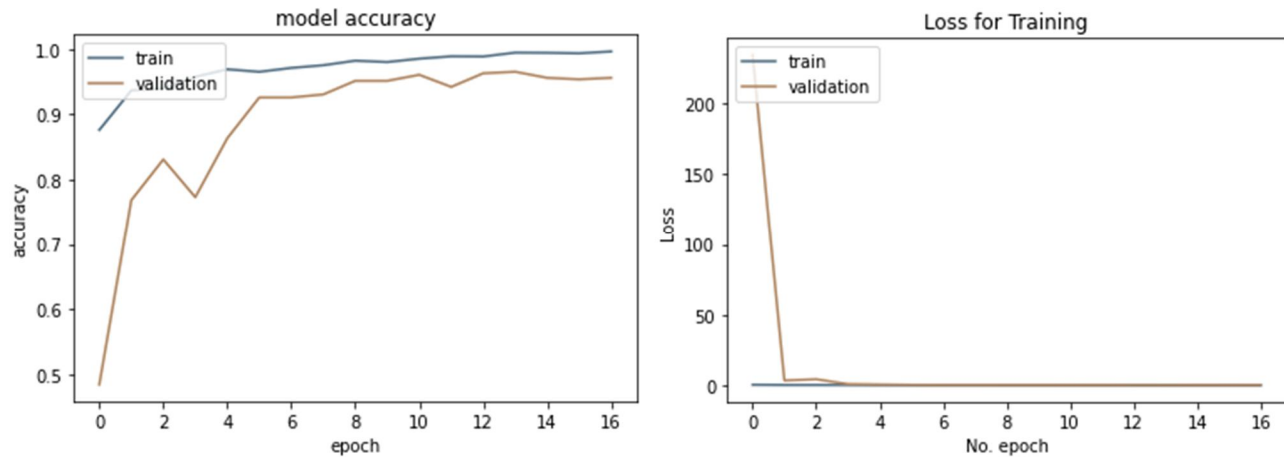 model accuracy
train
validation
1.0
0.9
0.8
0.7
0.6
0.5
accuracy
0 2 4 6 8 10 12 14 16
epoch
Loss for Training
train
validation
200
150
100
50
0
Loss
0 2 4 6 8 10 12 14 16
No. epoch